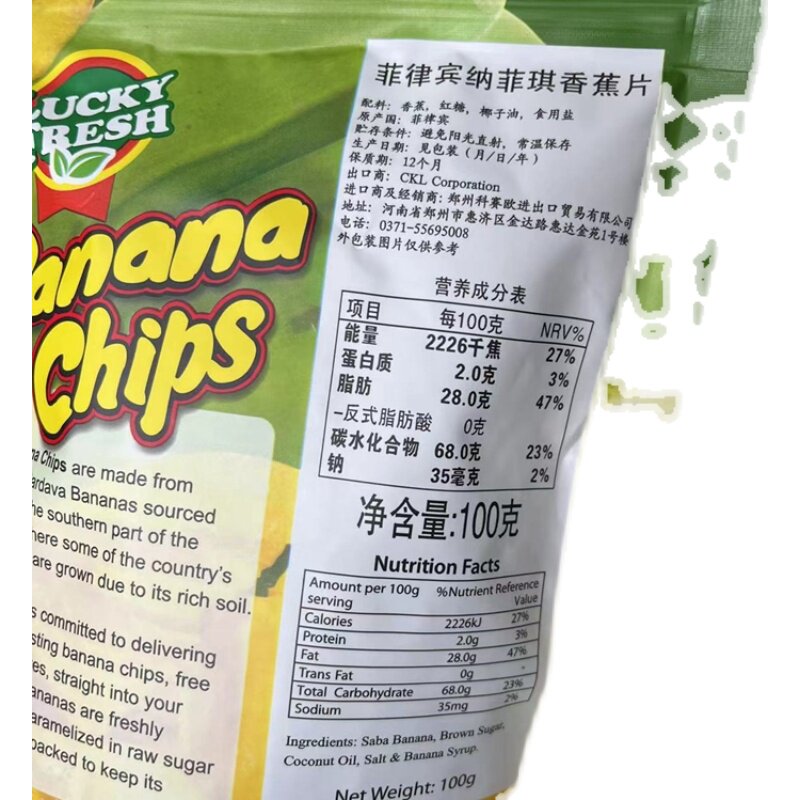 LUCKY
FRESH
Banana
Chips
Chips are made from
Bananas sourced
southern part of the
some of the country's
are grown due to its rich soil.
committed to delivering
banana chips, free
straight into your
are freshly
in raw sugar
packed to keep its
菲律宾纳菲琪香蕉片
配料: 香蕉, 红糖, 椰子油, 食用盐
原产国: 菲律宾
贮存条件: 避免阳光直射, 常温保存
生产日期: 见包装(月/日/年)
保质期: 12个月
出口商: CKL Corporation
进口商及经销商: 郑州科赛欧进出口贸易有限公司
地址: 河南省郑州市惠济区金达路惠达金苑1号楼
电话: 0371-55695008
外包装图片仅供参考
营养成分表
项目 每100克 NRV%
能量 2226千焦 27%
蛋白质 2.0克 3%
脂肪 28.0克 47%
-反式脂肪酸 0克
碳水化合物 68.0克 23%
钠 35毫克 2%
净含量:100克
Nutrition Facts
Amount per 100g %Nutrient Reference
serving Value
Calories 2226kJ 27%
Protein 2.0g 3%
Fat 28.0g 47%
Trans Fat 0g -
Total Carbohydrate 68.0g 23%
Sodium 35mg 2%
Ingredients: Saba Banana, Brown Sugar,
Coconut Oil, Salt & Banana Syrup.
Net Weight: 100g